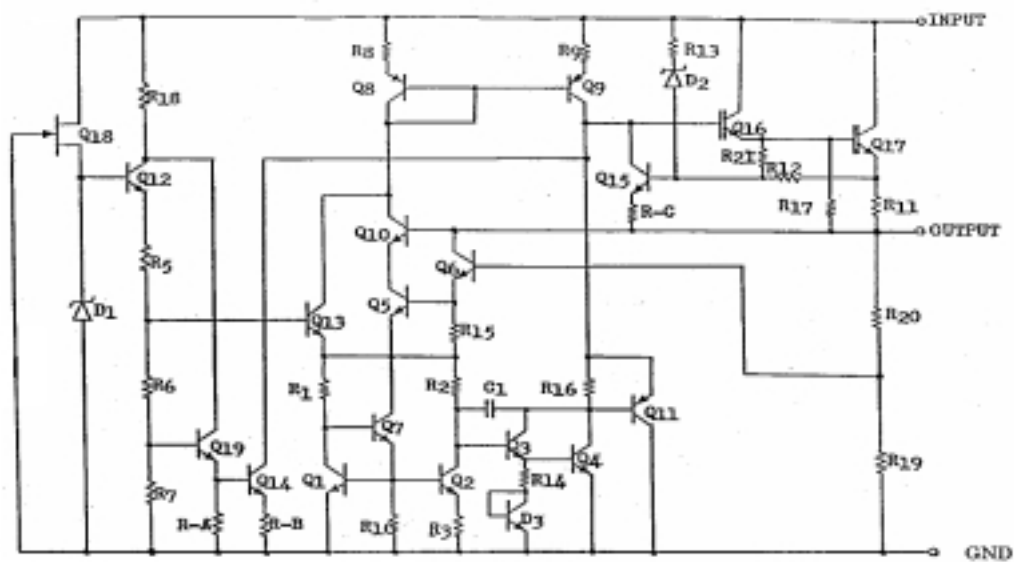 INPUT
R8
R9
R13
Q8
Q9
D2
R18
Q18
Q16
Q17
Q12
R21
R12
Q15
R-C
R17
R11
Q10
OUTPUT
R5
Q6
D1
Q13
Q5
R15
R20
R6
R1
R2
C1
R16
Q11
Q7
Q19
Q3
Q4
R19
R7
Q14
Q1
Q2
R14
R-A
R-B
R10
R3
D3
GND